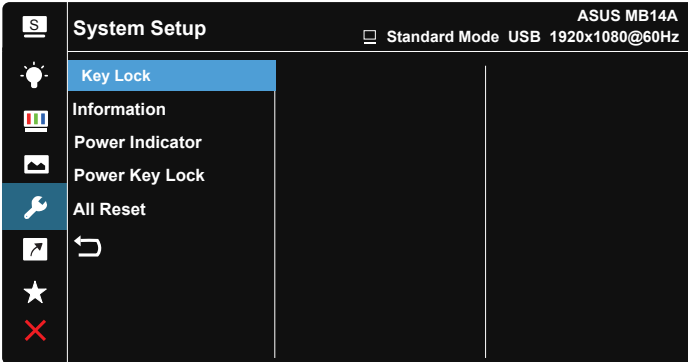 S
System Setup
ASUS MB14A
Standard Mode USB 1920x1080@60Hz
Key Lock
Information
Power Indicator
Power Key Lock
All Reset